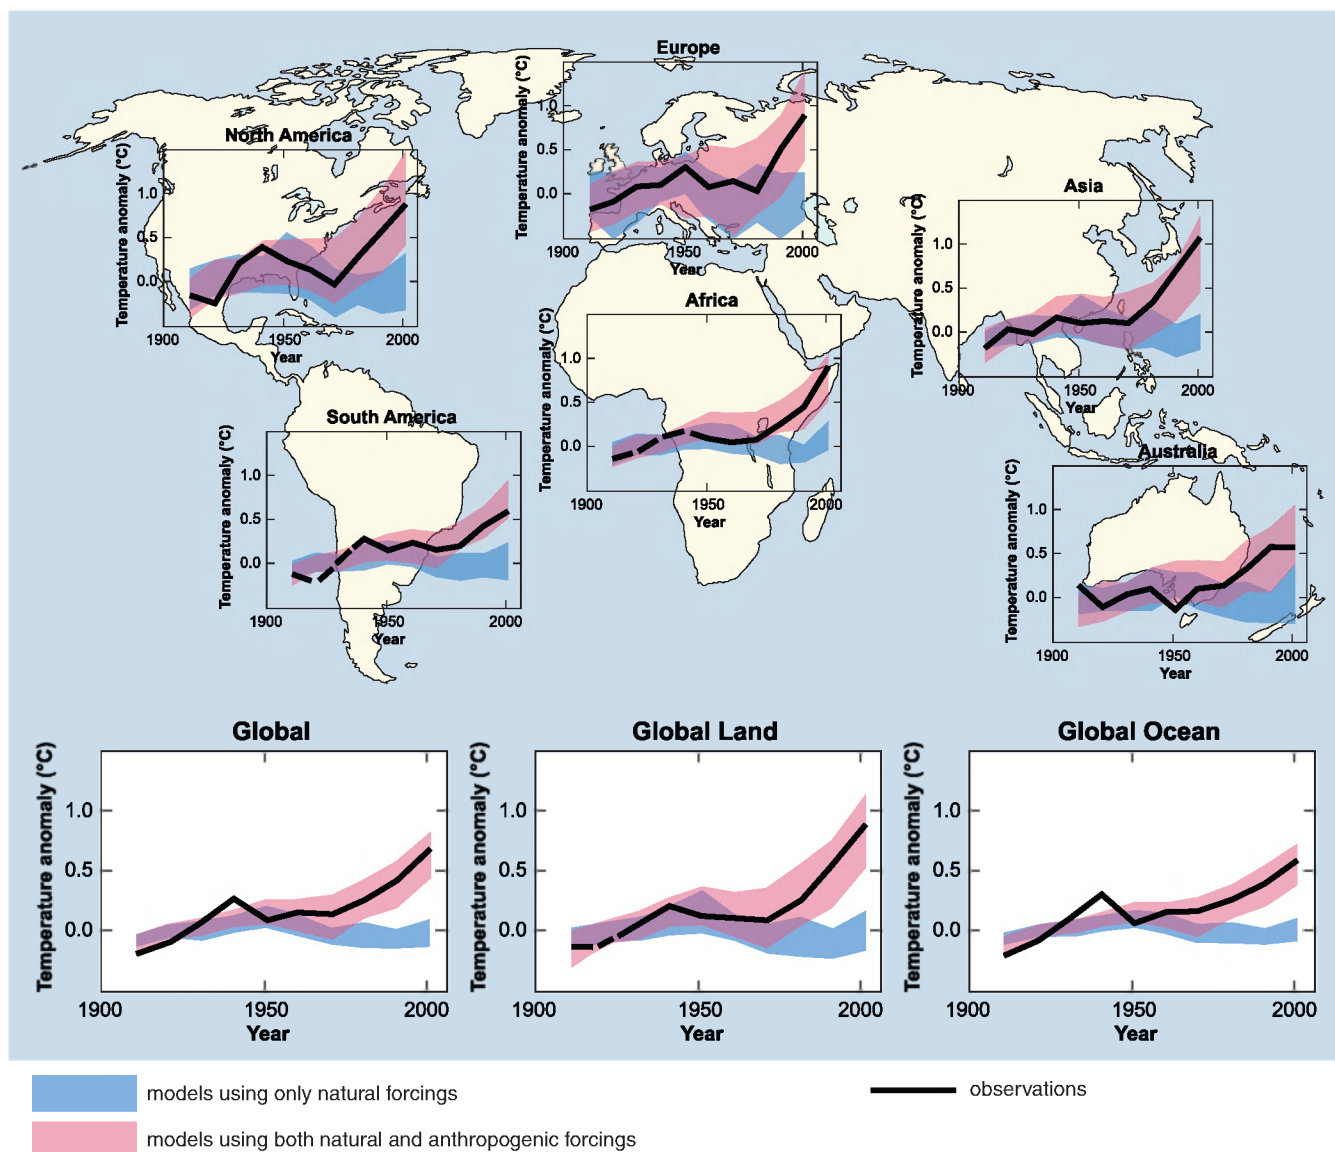 Europe
Temperature anomaly (°C)
1.0
0.5
0.0
1900
1950
2000
Year
North America
Temperature anomaly (°C)
1.0
0.5
0.0
1900
1950
2000
Year
Asia
Temperature anomaly (°C)
1.0
0.5
0.0
1900
1950
2000
Year
Africa
Temperature anomaly (°C)
1.0
0.5
0.0
1900
1950
2000
Year
South America
Temperature anomaly (°C)
1.0
0.5
0.0
1900
1950
2000
Year
Australia
Temperature anomaly (°C)
1.0
0.5
0.0
1900
1950
2000
Year
Global
Temperature anomaly (°C)
1.0
0.5
0.0
1900
1950
2000
Year
Global Land
Temperature anomaly (°C)
1.0
0.5
0.0
1900
1950
2000
Year
Global Ocean
Temperature anomaly (°C)
1.0
0.5
0.0
1900
1950
2000
Year
models using only natural forcings
observations
models using both natural and anthropogenic forcings